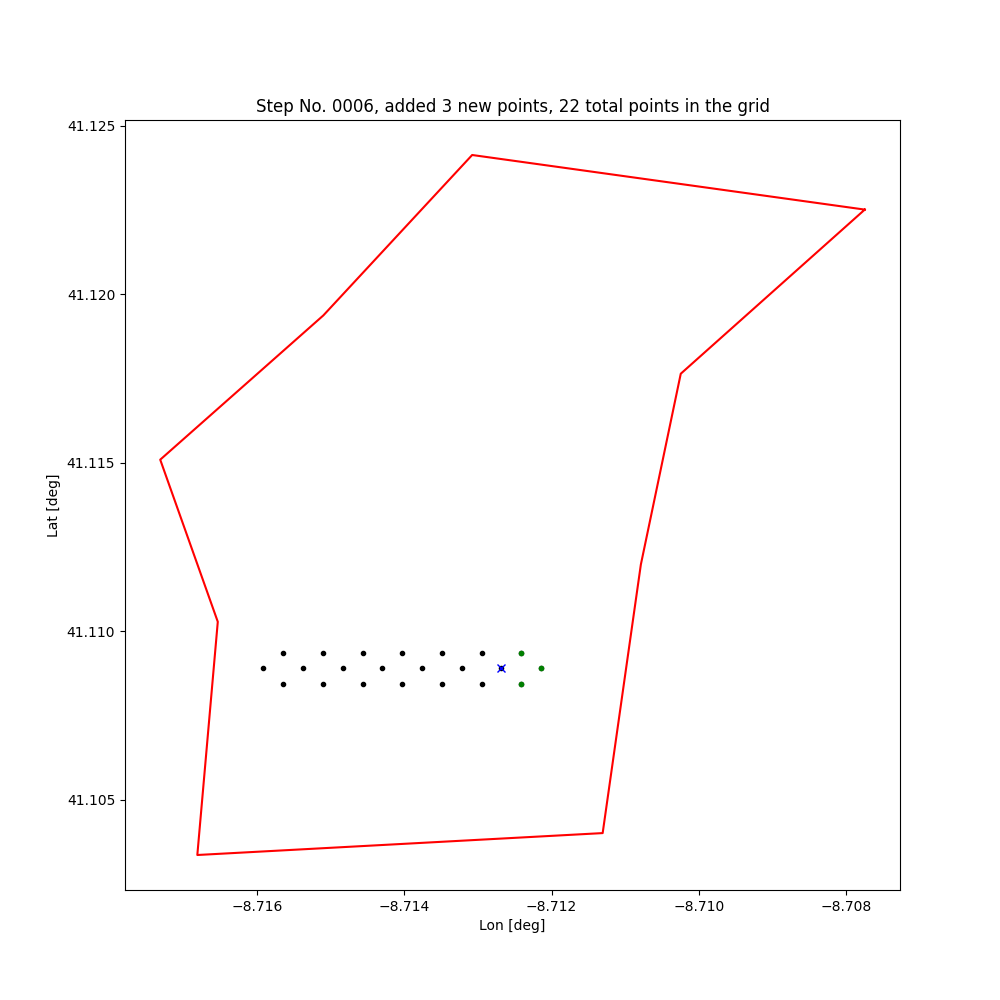 Step No. 0006, added 3 new points, 22 total points in the grid
41.125
41.120
41.115
41.110
41.105
Lat [deg]
−8.716 −8.714 −8.712 −8.710 −8.708
Lon [deg]